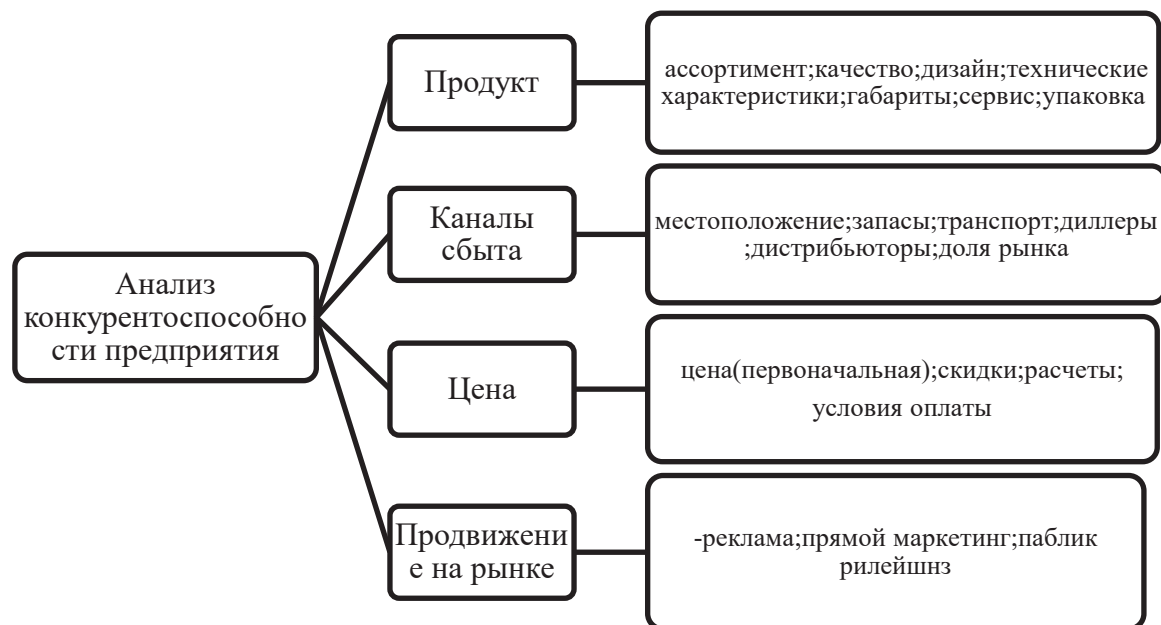 Продукт
ассортимент;качество;дизайн;технические
характеристики;габариты;сервис;упаковка
Каналы
сбыта
местоположение;запасы;транспорт;диллеры
;дистрибьюторы;доля рынка
Анализ
конкурентоспособно
сти предприятия
Цена
цена(первоначальная);скидки;расчеты;
условия оплаты
Продвижени
е на рынке
-реклама;прямой маркетинг;паблик
рилейшнз